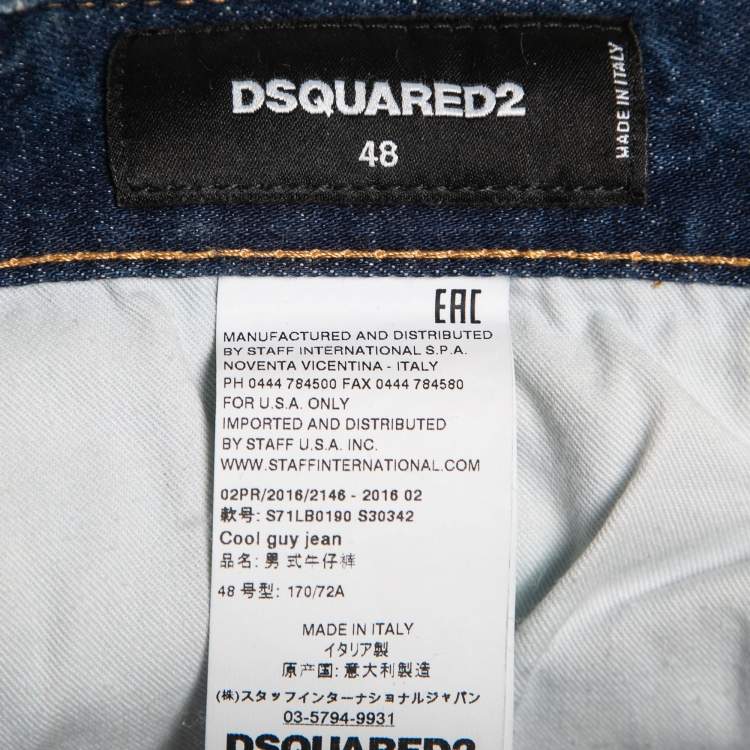 DSQUARED2
48
MADE IN ITALY
EAC
MANUFACTURED AND DISTRIBUTED
BY STAFF INTERNATIONAL S.P.A.
NOVENTA VICENTINA - ITALY
PH 0444 784500 FAX 0444 784580
FOR U.S.A. ONLY
IMPORTED AND DISTRIBUTED
BY STAFF U.S.A. INC.
WWW.STAFFINTERNATIONAL.COM
02PR/2016/2146 - 2016 02
款号: S71LB0190 S30342
Cool guy jean
品名: 男 式牛仔裤
48 号型: 170/72A
MADE IN ITALY
イタリア製
原产国: 意大利製造
(株)スタッフインターナショナルジャパン
03-5794-9931
DSQUARED2